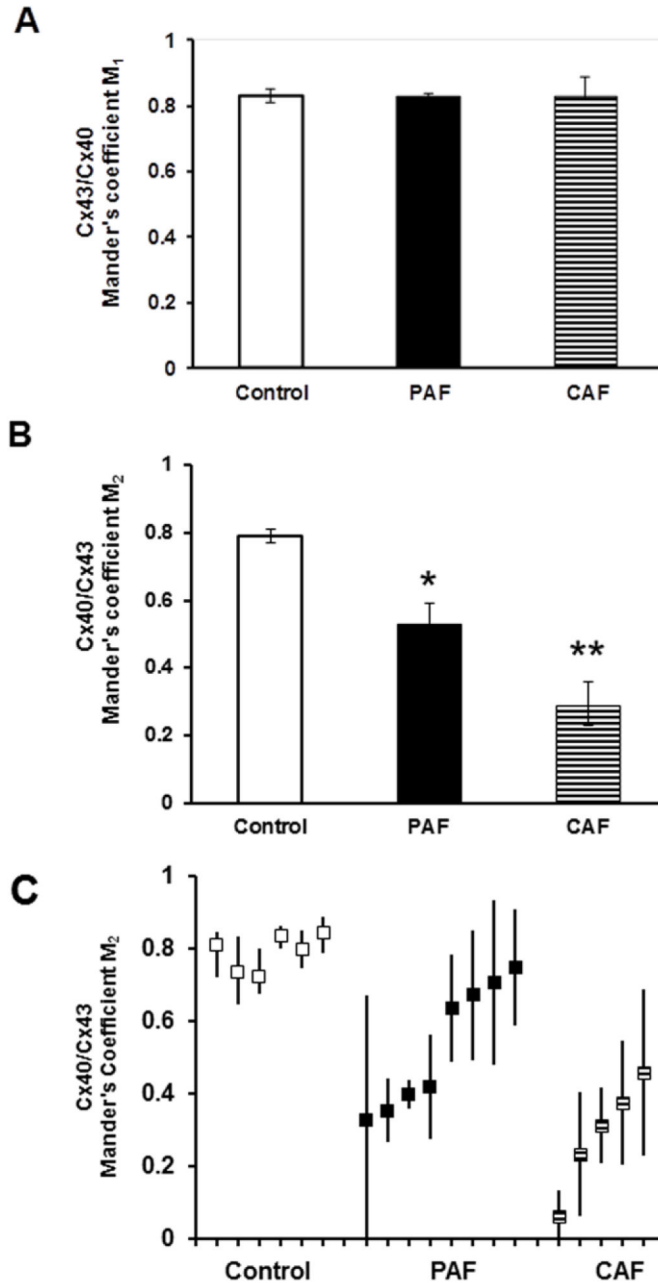 A
Cx43/Cx40
Mander's coefficient M₁
1
0.8
0.6
0.4
0.2
0
Control PAF CAF
B
Cx40/Cx43
Mander's coefficient M₂
1
0.8
0.6
0.4
0.2
0
*
**
Control PAF CAF
C
Cx40/Cx43
Mander's Coefficient M₂
1
0.8
0.6
0.4
0.2
0
Control PAF CAF